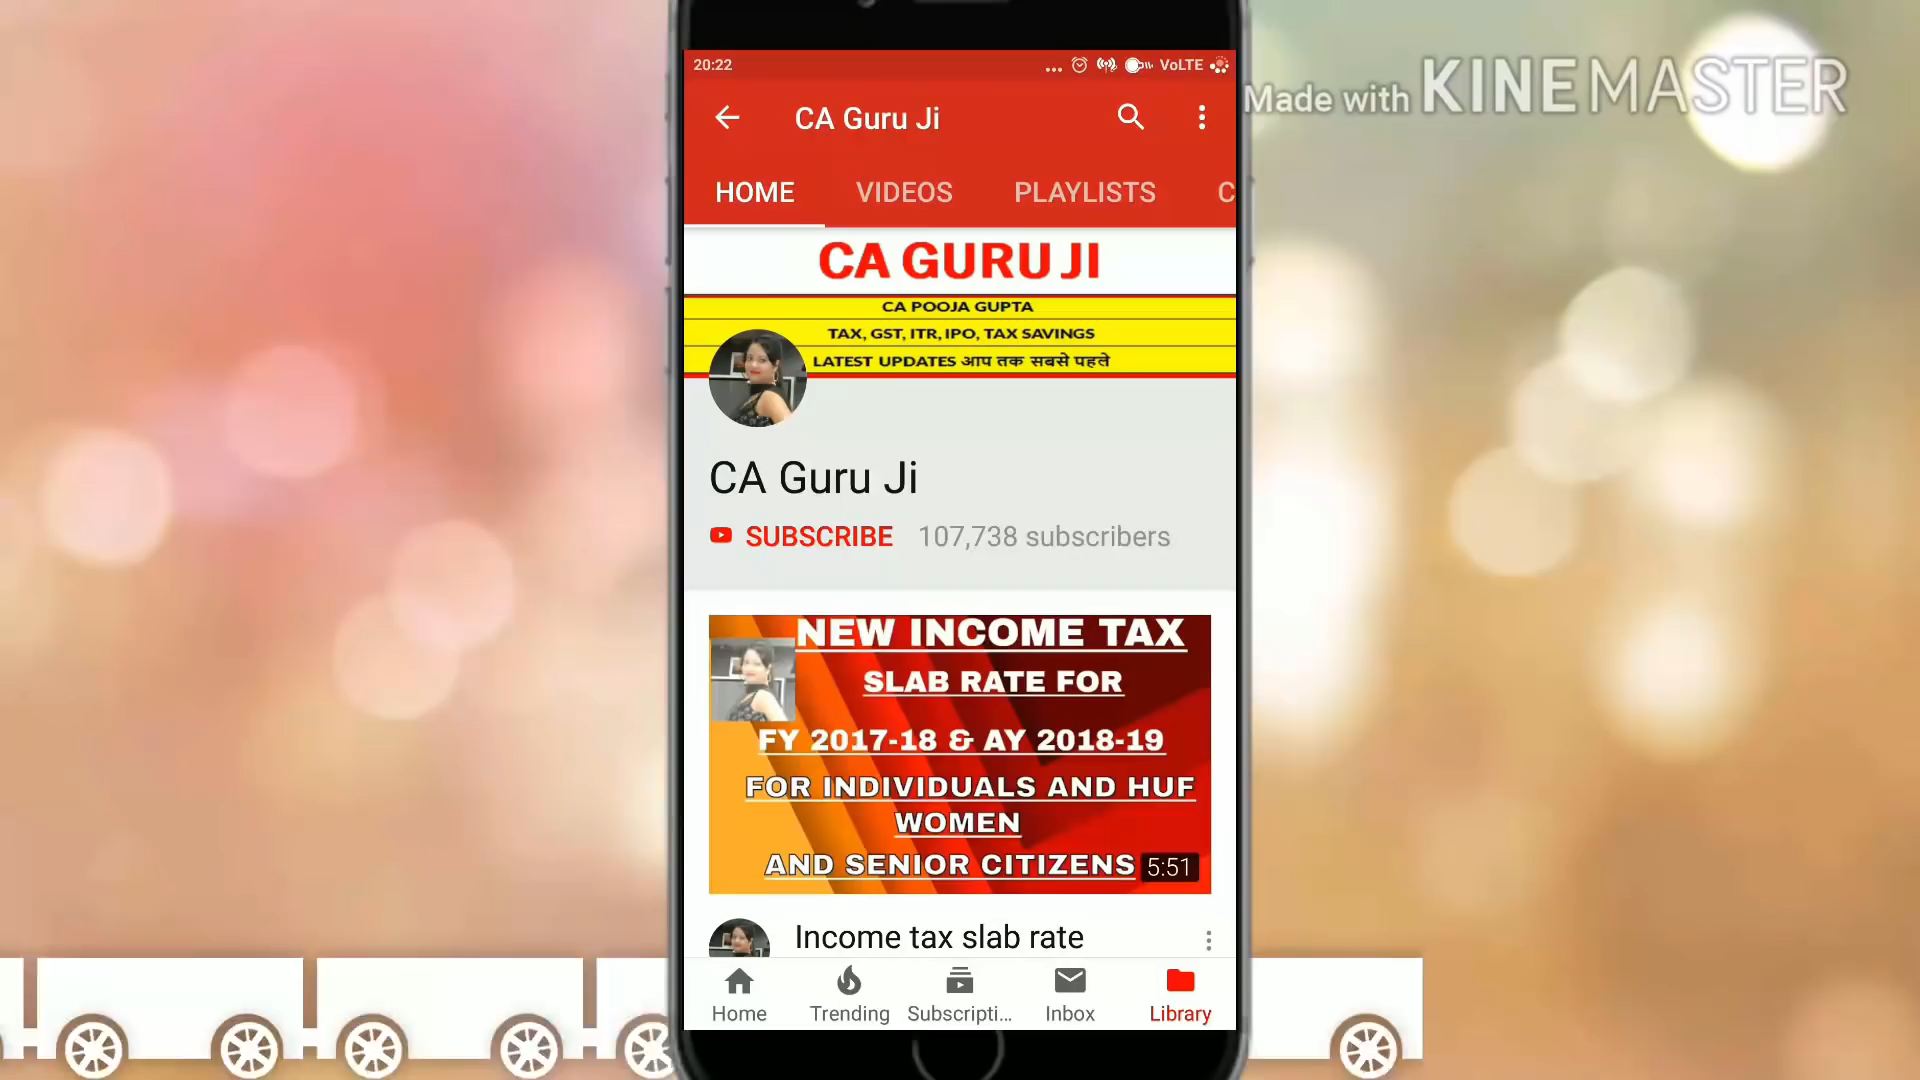 20:22
VoLTE
Made with KINEMASTER
CA Guru Ji
HOME VIDEOS PLAYLISTS C
CA GURU JI
CA POOJA GUPTA
TAX, GST, ITR, IPO, TAX SAVINGS
LATEST UPDATES आप तक सबसे पहले
CA Guru Ji
SUBSCRIBE 107,738 subscribers
NEW INCOME TAX
SLAB RATE FOR
FY 2017-18 & AY 2018-19
FOR INDIVIDUALS AND HUF
WOMEN
AND SENIOR CITIZENS
5:51
Income tax slab rate
Home Trending Subscripti... Inbox Library